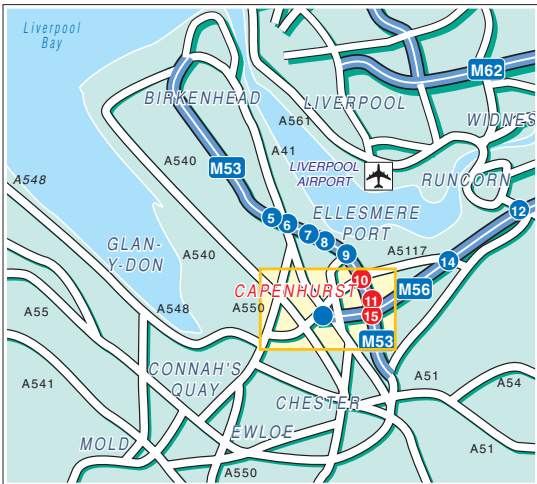 Liverpool
Bay
M62
BIRKENHEAD
LIVERPOOL
A561
WIDNES
A41
A540
M53
LIVERPOOL
AIRPORT
RUNCORN
A548
5
6
7
8
9
12
ELLESMERE
PORT
GLAN-
Y-DON
A540
A5117
14
10
CAPENHURST
M56
11
15
A550
A548
A55
M53
CONNAH'S
QUAY
A541
A51
A54
CHESTER
EWLOE
MOLD
A51
A550